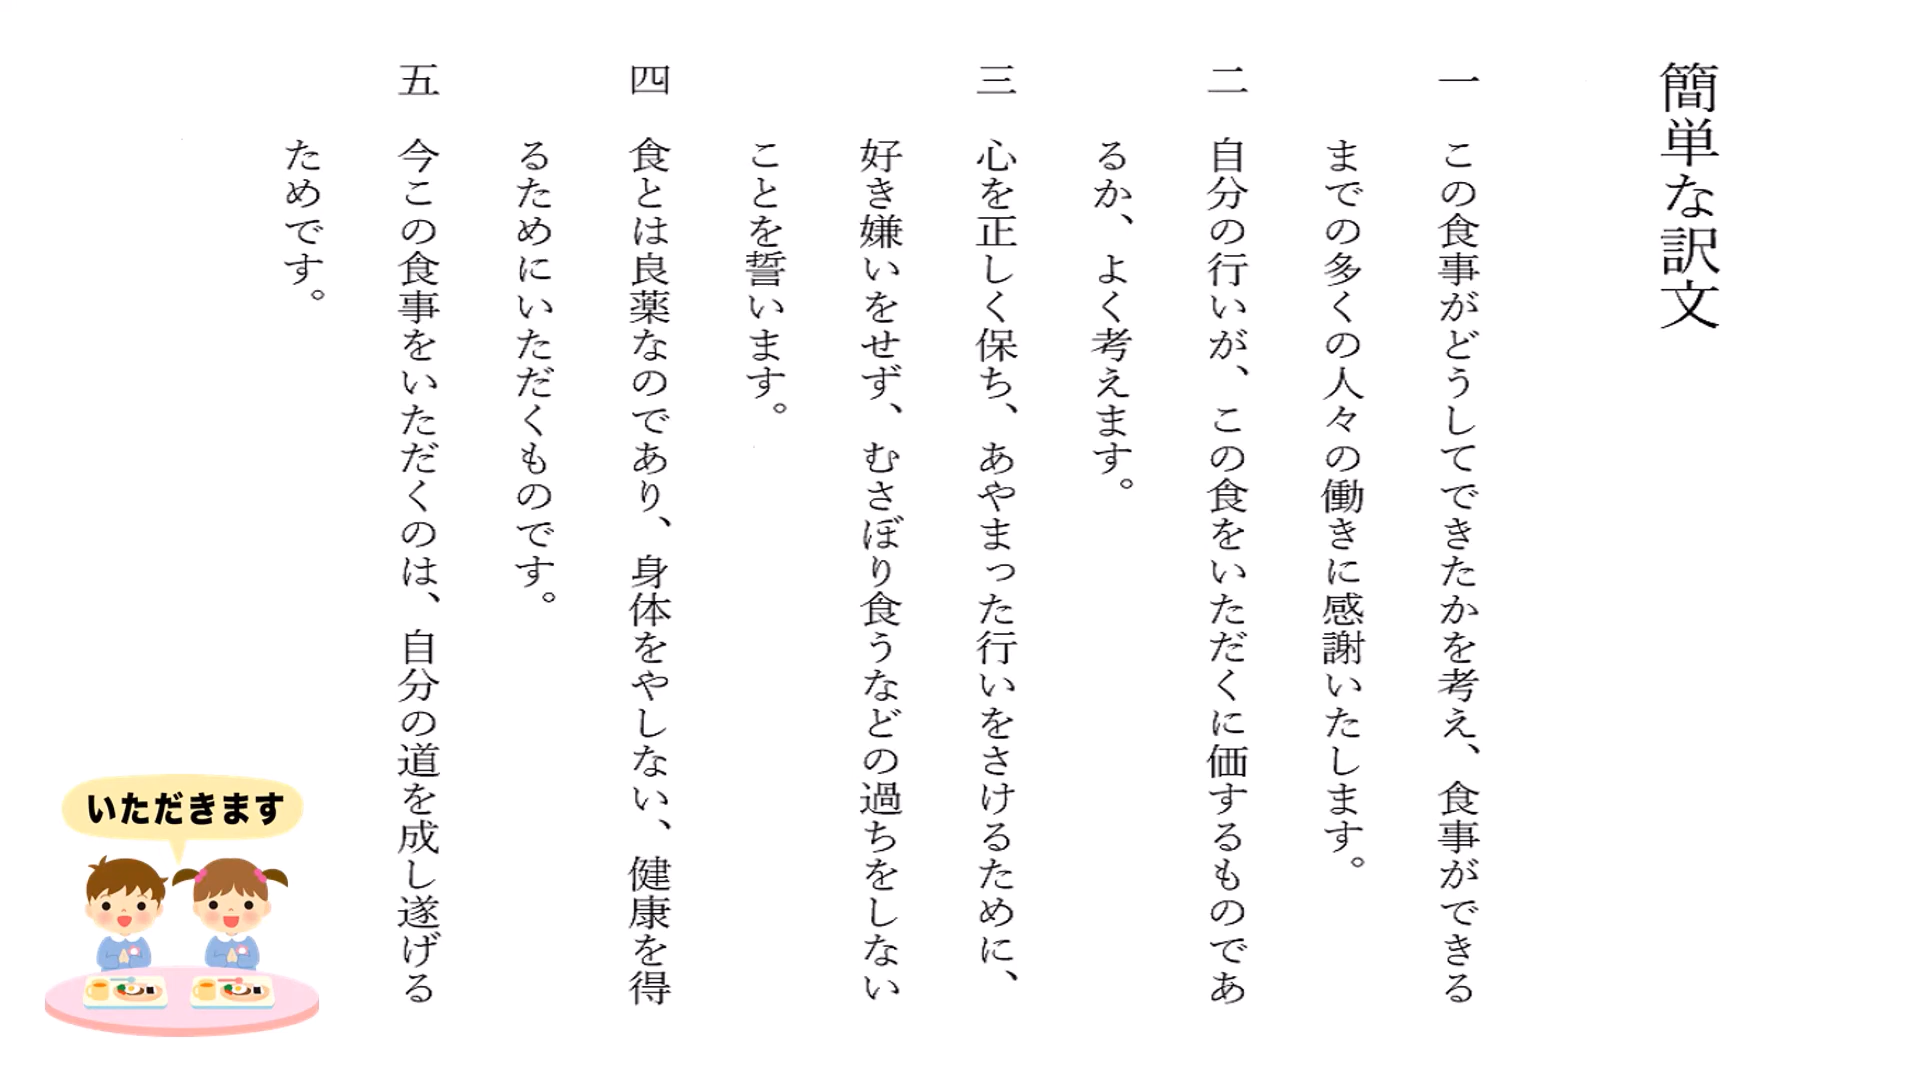 簡単な訳文
一 この食事がどうしてできたかを考え、食事ができる
までの多くの人々の働きに感謝いたします。
二 自分の行いが、この食をいただくに価するものであ
るか、よく考えます。
三 心を正しく保ち、あやまった行いをさけるために、
好き嫌いをせず、むさぼり食うなどの過ちをしない
ことを誓います。
四 食とは良薬なのであり、身体をやしない、健康を得
るためにいただくものです。
五 今この食事をいただくのは、自分の道を成し遂げる
ためです。
いただきます